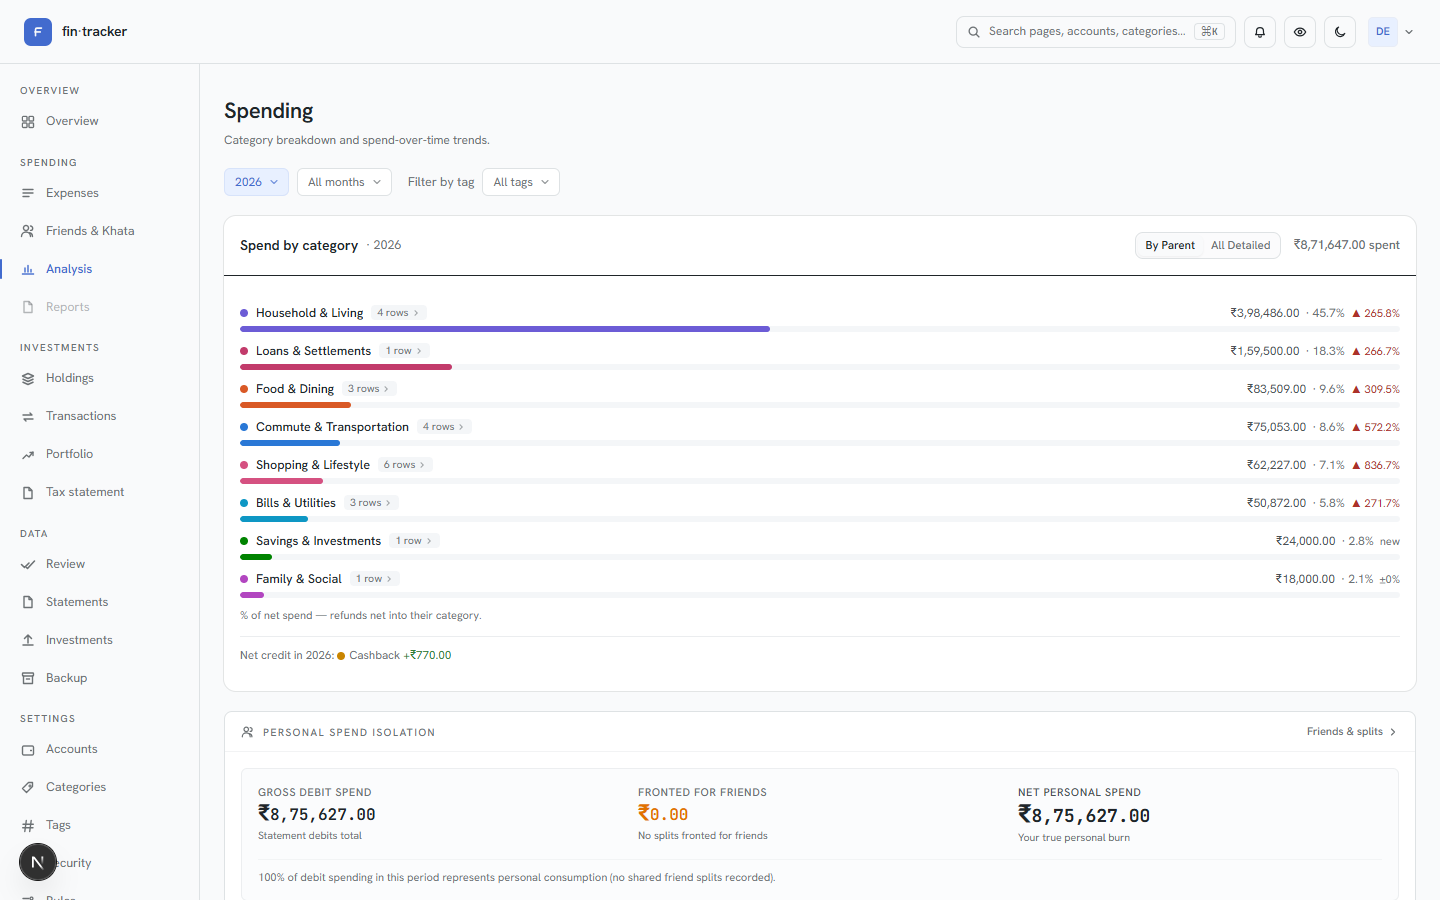 F fin·tracker
Search pages, accounts, categories... ⌘K
DE
OVERVIEW
Overview
SPENDING
Expenses
Friends & Khata
Analysis
Reports
INVESTMENTS
Holdings
Transactions
Portfolio
Tax statement
DATA
Review
Statements
Investments
Backup
SETTINGS
Accounts
Categories
Tags
N ecurity
Spending
Category breakdown and spend-over-time trends.
2026 All months Filter by tag All tags
Spend by category · 2026 By Parent All Detailed ₹8,71,647.00 spent
Household & Living 4 rows › ₹3,98,486.00 · 45.7% ▲ 265.8%
Loans & Settlements 1 row › ₹1,59,500.00 · 18.3% ▲ 266.7%
Food & Dining 3 rows › ₹83,509.00 · 9.6% ▲ 309.5%
Commute & Transportation 4 rows › ₹75,053.00 · 8.6% ▲ 572.2%
Shopping & Lifestyle 6 rows › ₹62,227.00 · 7.1% ▲ 836.7%
Bills & Utilities 3 rows › ₹50,872.00 · 5.8% ▲ 271.7%
Savings & Investments 1 row › ₹24,000.00 · 2.8% new
Family & Social 1 row › ₹18,000.00 · 2.1% ±0%
% of net spend — refunds net into their category.
Net credit in 2026: Cashback +₹770.00
PERSONAL SPEND ISOLATION Friends & splits ›
GROSS DEBIT SPEND FRONTED FOR FRIENDS NET PERSONAL SPEND
₹8,75,627.00 ₹0.00 ₹8,75,627.00
Statement debits total No splits fronted for friends Your true personal burn
100% of debit spending in this period represents personal consumption (no shared friend splits recorded).